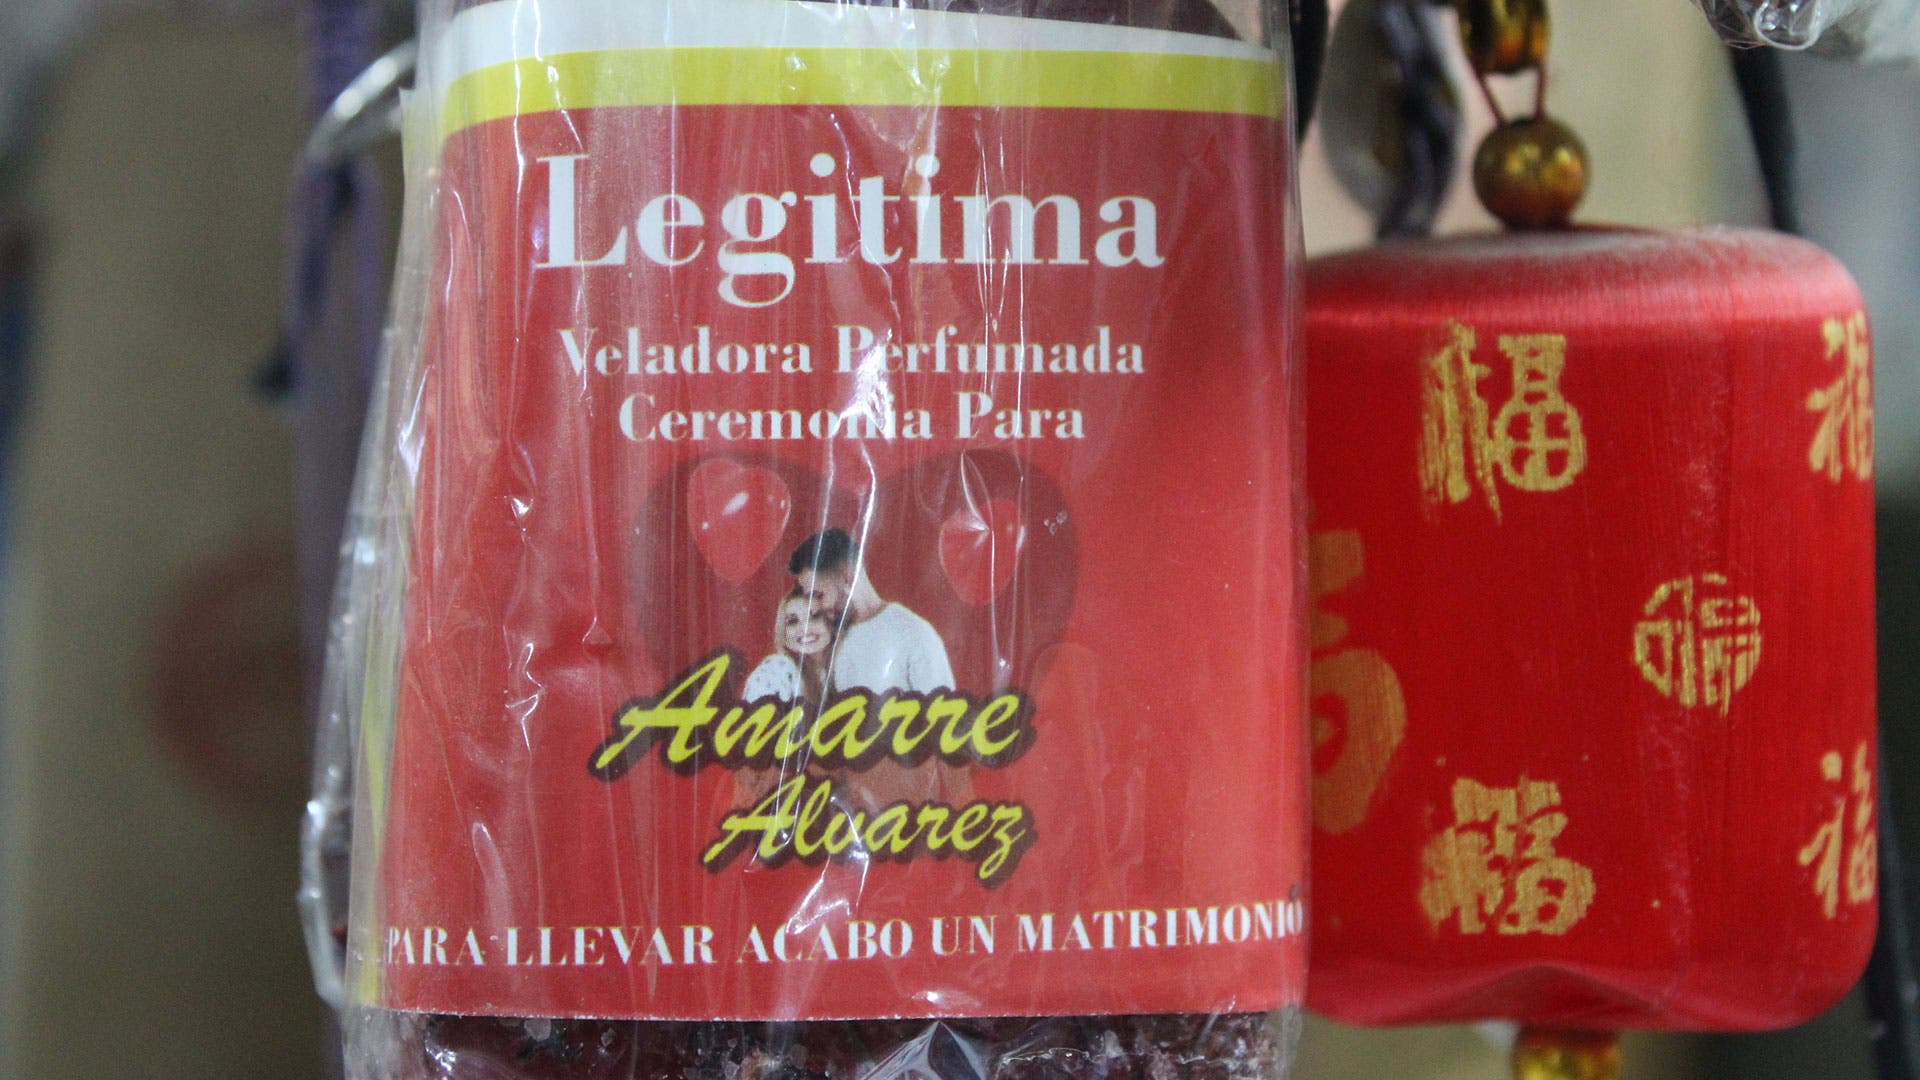 Legitima
Veladora Perfumada
Ceremonia Para
Amarre
Alvarez
PARA LLEVAR ACABO UN MATRIMONIO
福
福
福
福
福